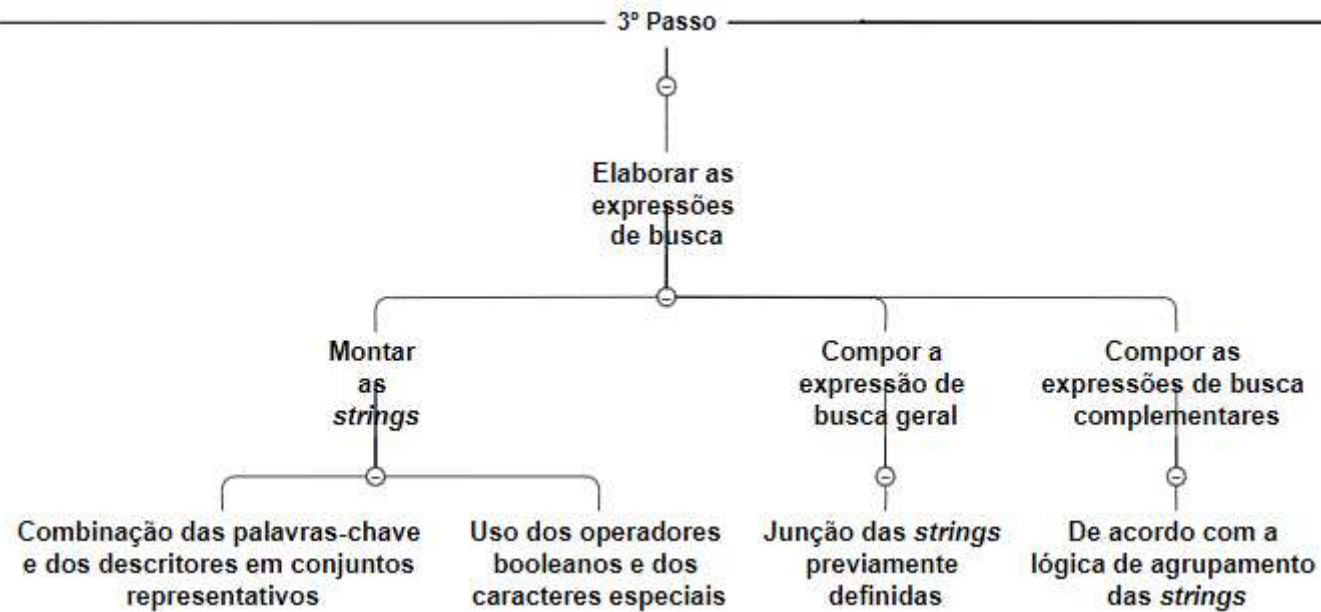 3º Passo
Elaborar as
expressões
de busca
Montar
as
strings
Compor a
expressão de
busca geral
Compor as
expressões de busca
complementares
Combinação das palavras-chave
e dos descritores em conjuntos
representativos
Uso dos operadores
booleanos e dos
caracteres especiais
Junção das strings
previamente
definidas
De acordo com a
lógica de agrupamento
das strings